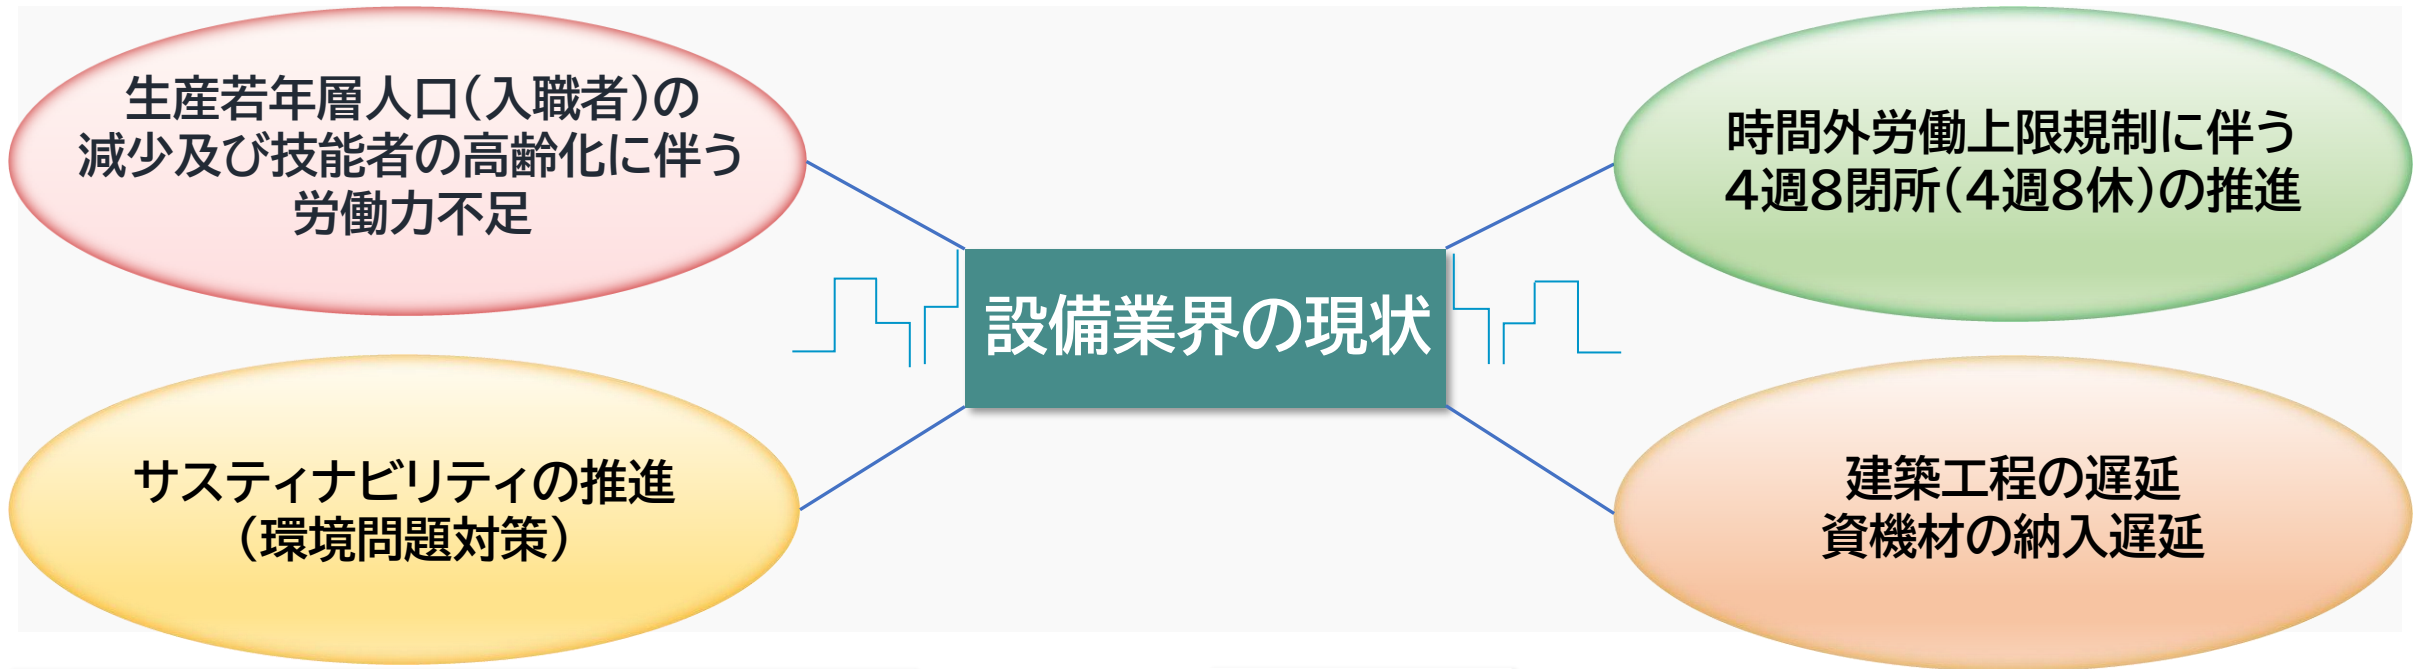 生産若年層人口(入職者)の
減少及び技能者の高齢化に伴う
労働力不足
時間外労働上限規制に伴う
4週8閉所(4週8休)の推進
設備業界の現状
サスティナビリティの推進
(環境問題対策)
建築工程の遅延
資機材の納入遅延